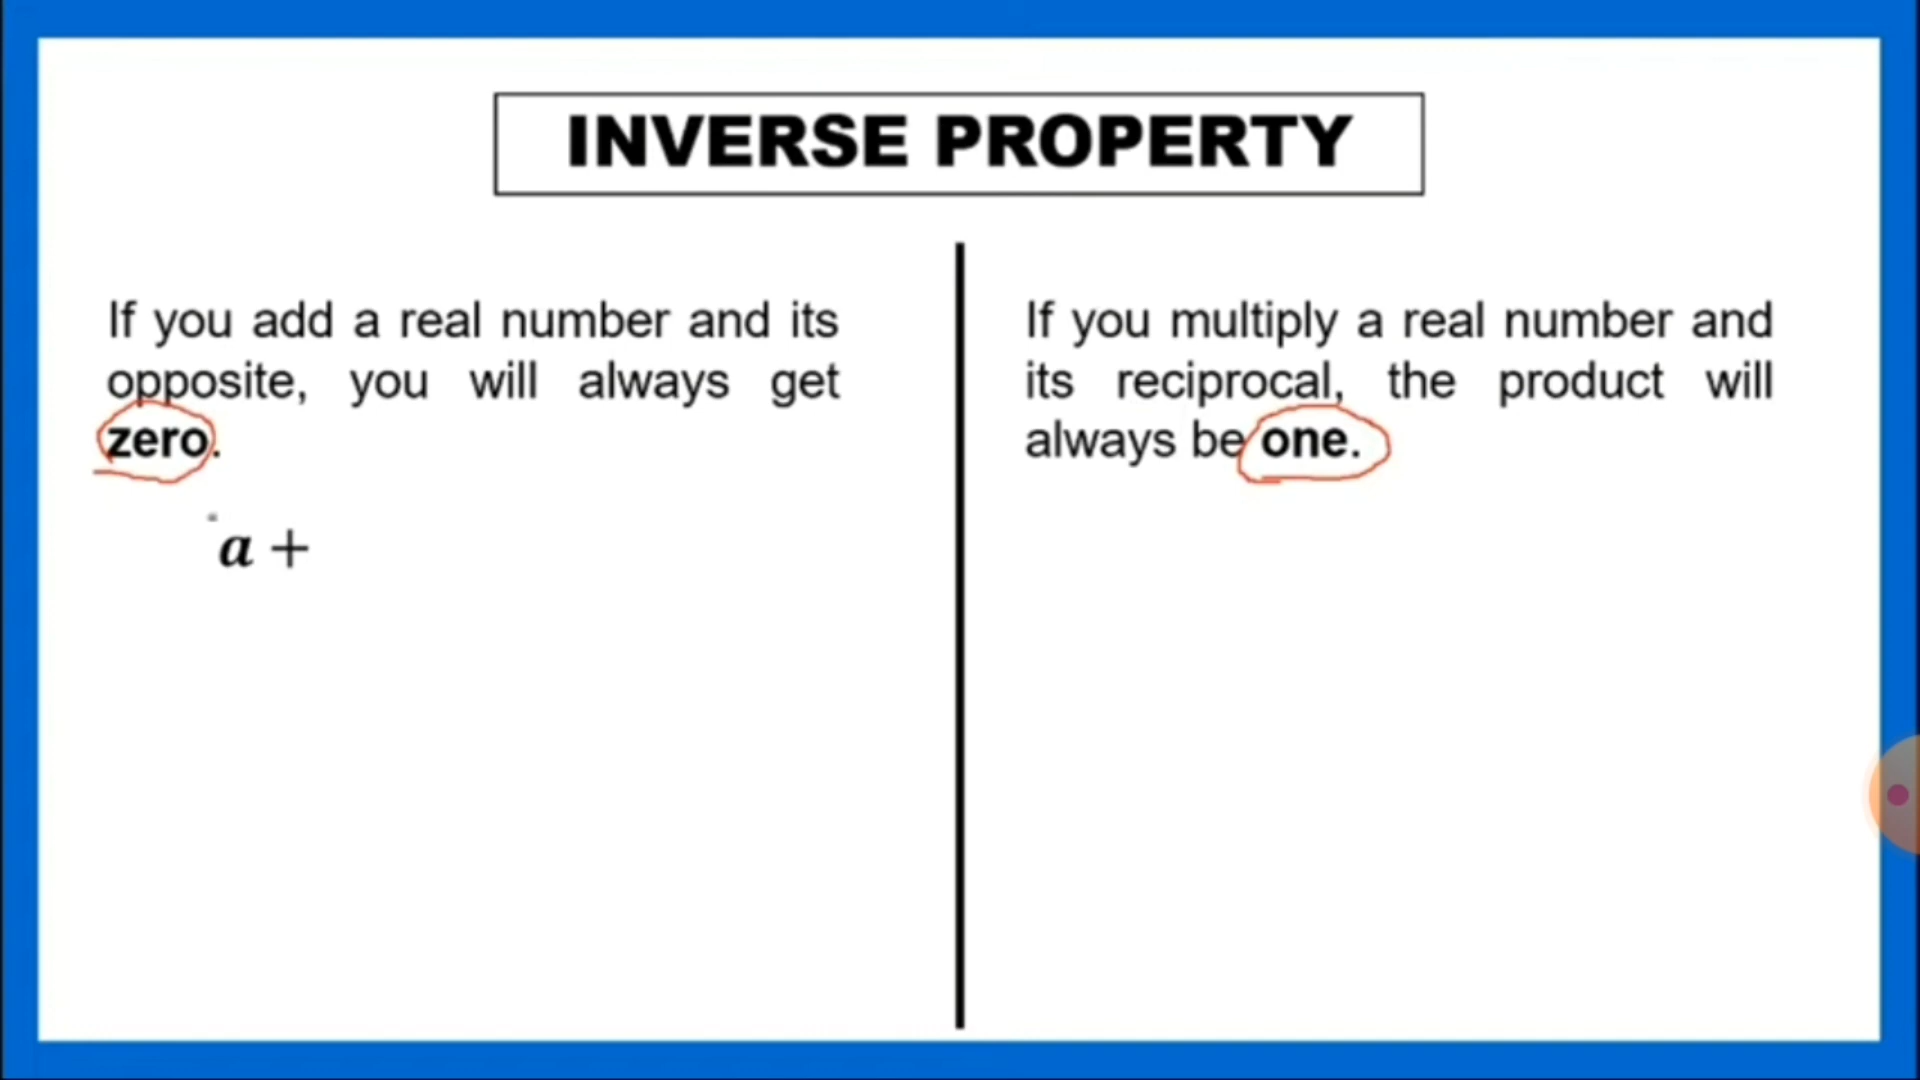 INVERSE PROPERTY
If you add a real number and its
opposite, you will always get
zero.
a +
If you multiply a real number and
its reciprocal, the product will
always be one.